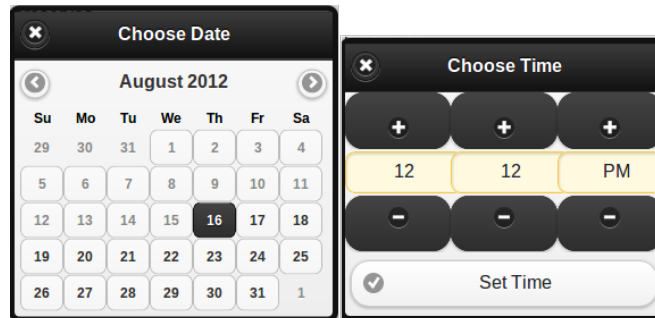 Choose Date
August 2012
Su Mo Tu We Th Fr Sa
29 30 31 1 2 3 4
5 6 7 8 9 10 11
12 13 14 15 16 17 18
19 20 21 22 23 24 25
26 27 28 29 30 31 1
Choose Time
12 12 PM
Set Time